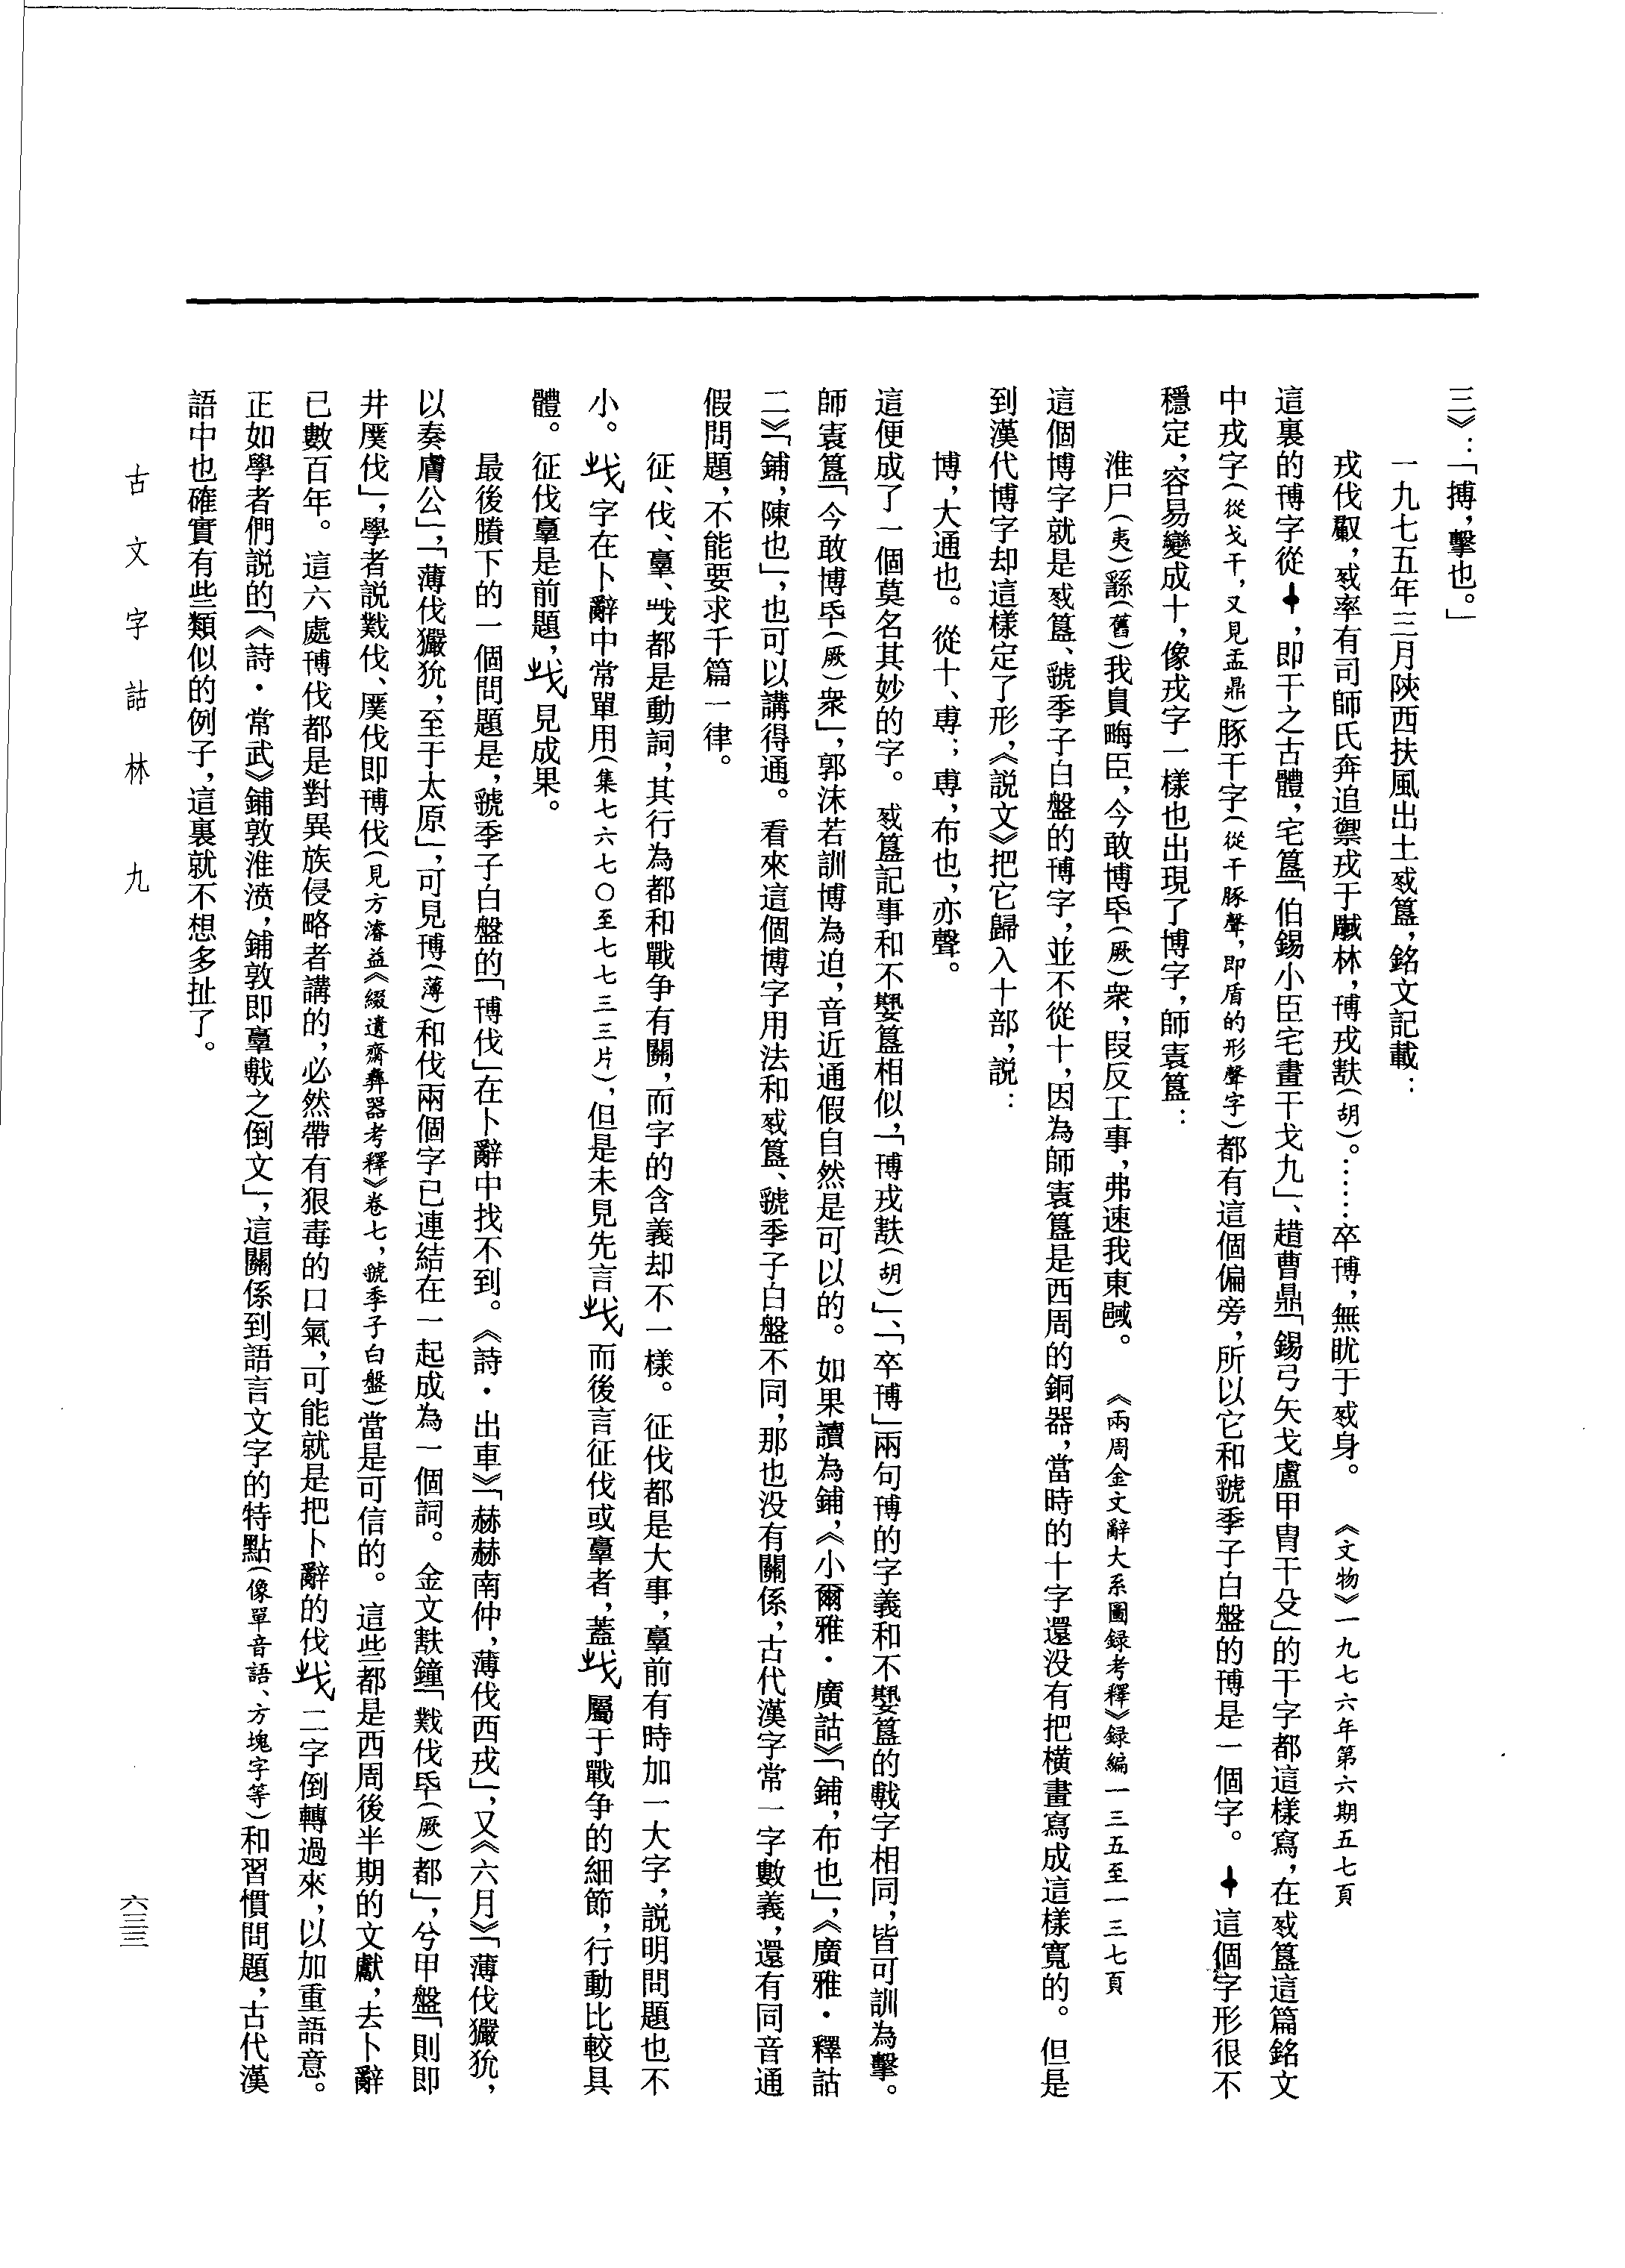 三》：「搏，擊也。」
一九七五年三月陝西扶風出土㺇簋，銘文記載：
戎伐𩰬，㺇率有司師氏奔追禦戎于棫林，博戎㝬（胡）。……卒博，無眈于㺇身。　《文物》一九七六年第六期五七頁
這裏的博字從，即干之古體，宅簋「伯錫小臣宅畫干戈九」、趞曹鼎「錫弓矢戈盧甲冑干殳」的干字都這樣寫，在㺇簋這篇銘文
中戎字（從戈干，又見盂鼎）豚干字（從干豚聲，即盾的形聲字）都有這個偏旁，所以它和虢季子白盤的博是一個字。這個字形很不
穩定，容易變成十，像戎字一樣也出現了博字，師㝨簋：
淮尸（夷）繇（舊）我𧵩畮臣，今敢博氒（厥）衆，叚反工事，弗速我東䧕。　《兩周金文辭大系圖録考釋》録編一三五至一三七頁
這個博字就是㺇簋、虢季子白盤的博字，並不從十，因為師㝨簋是西周的銅器，當時的十字還没有把橫畫寫成這樣寬的。但是
到漢代博字却這樣定了形，《説文》把它歸入十部，説：
博，大通也。從十、尃；尃，布也，亦聲。
這便成了一個莫名其妙的字。㺇簋記事和不嬰簋相似，「博戎㝬（胡）」、「卒博」兩句博的字義和不嬰簋的𢧢字相同，皆可訓為擊。
師㝨簋「今敢博氒（厥）衆」，郭沫若訓博為迫，音近通假自然是可以的。如果讀為鋪，《小爾雅·廣詁》「鋪，布也」，《廣雅·釋詁
二》「鋪，陳也」，也可以講得通。看來這個博字用法和㺇簋、虢季子白盤不同，那也没有關係，古代漢字常一字數義，還有同音通
假問題，不能要求千篇一律。
征、伐、𦎫、𢦔都是動詞，其行為都和戰争有關，而字的含義却不一樣。征伐都是大事，𦎫前有時加一大字，説明問題也不
小。𢦔字在卜辭中常單用（集七六七〇至七七三三片），但是未見先言𢦔而後言征伐或𦎫者，蓋𢦔屬于戰争的細節，行動比較具
體。征伐𦎫是前題，𢦔見成果。
最後賸下的一個問題是，虢季子白盤的「博伐」在卜辭中找不到。《詩·出車》「赫赫南仲，薄伐西戎」，又《六月》「薄伐玁狁，
以奏膚公」，「薄伐玁狁，至于太原」，可見博（薄）和伐兩個字已連結在一起成為一個詞。金文㝬鐘「𢨋伐氒（厥）都」，兮甲盤「則即
井厲伐」，學者説𢨋伐、厲伐即博伐（見方濬益《綴遺齋彝器考釋》卷七，虢季子白盤）當是可信的。這些都是西周後半期的文獻，去卜辭
已數百年。這六處博伐都是對異族侵略者講的，必然帶有狠毒的口氣，可能就是把卜辭的伐𢦔二字倒轉過來，以加重語意。
正如學者們説的「《詩·常武》鋪敦淮濆，鋪敦即𦎫𢧢之倒文」，這關係到語言文字的特點（像單音語、方塊字等）和習慣問題，古代漢
語中也確實有些類似的例子，這裏就不想多扯了。
古文字詁林　九
六三三